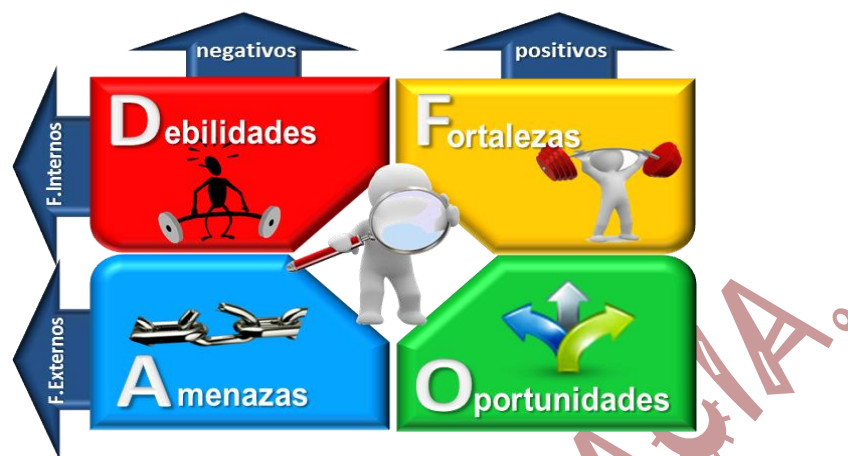 negativos
positivos
F.Internos
Debilidades
Fortalezas
F.Externos
Amenazas
Oportunidades